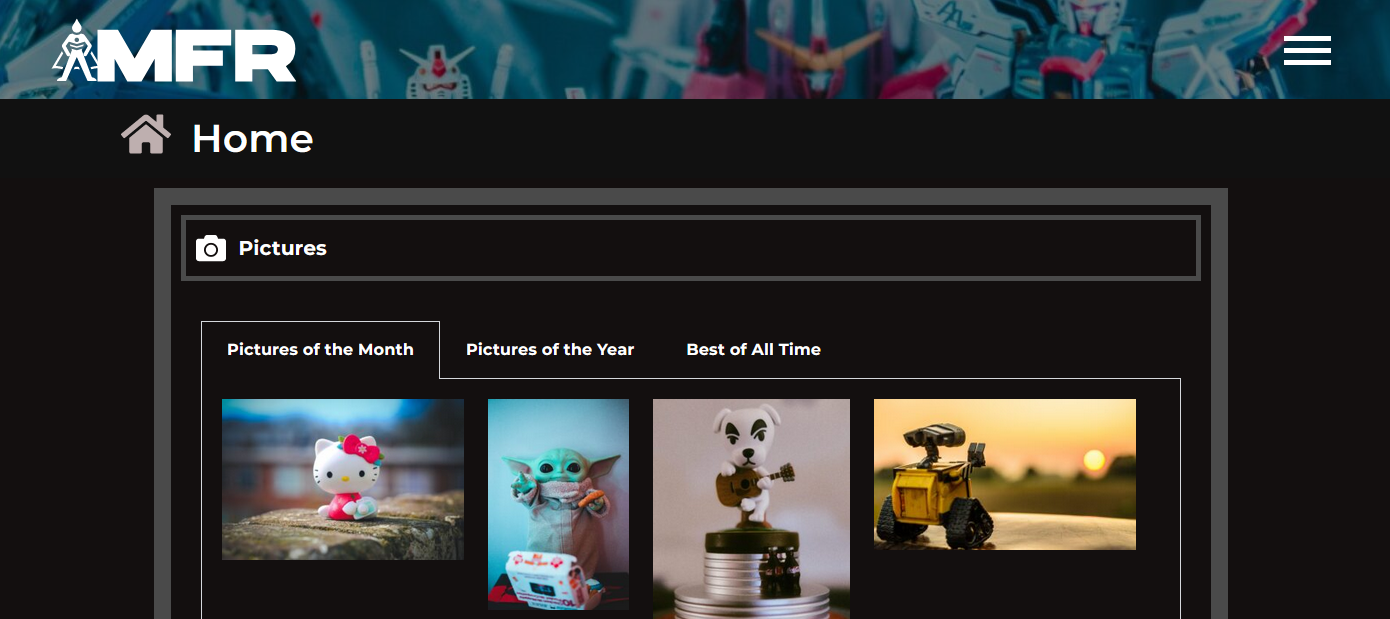 MFR
Home
Pictures
Pictures of the Month
Pictures of the Year
Best of All Time